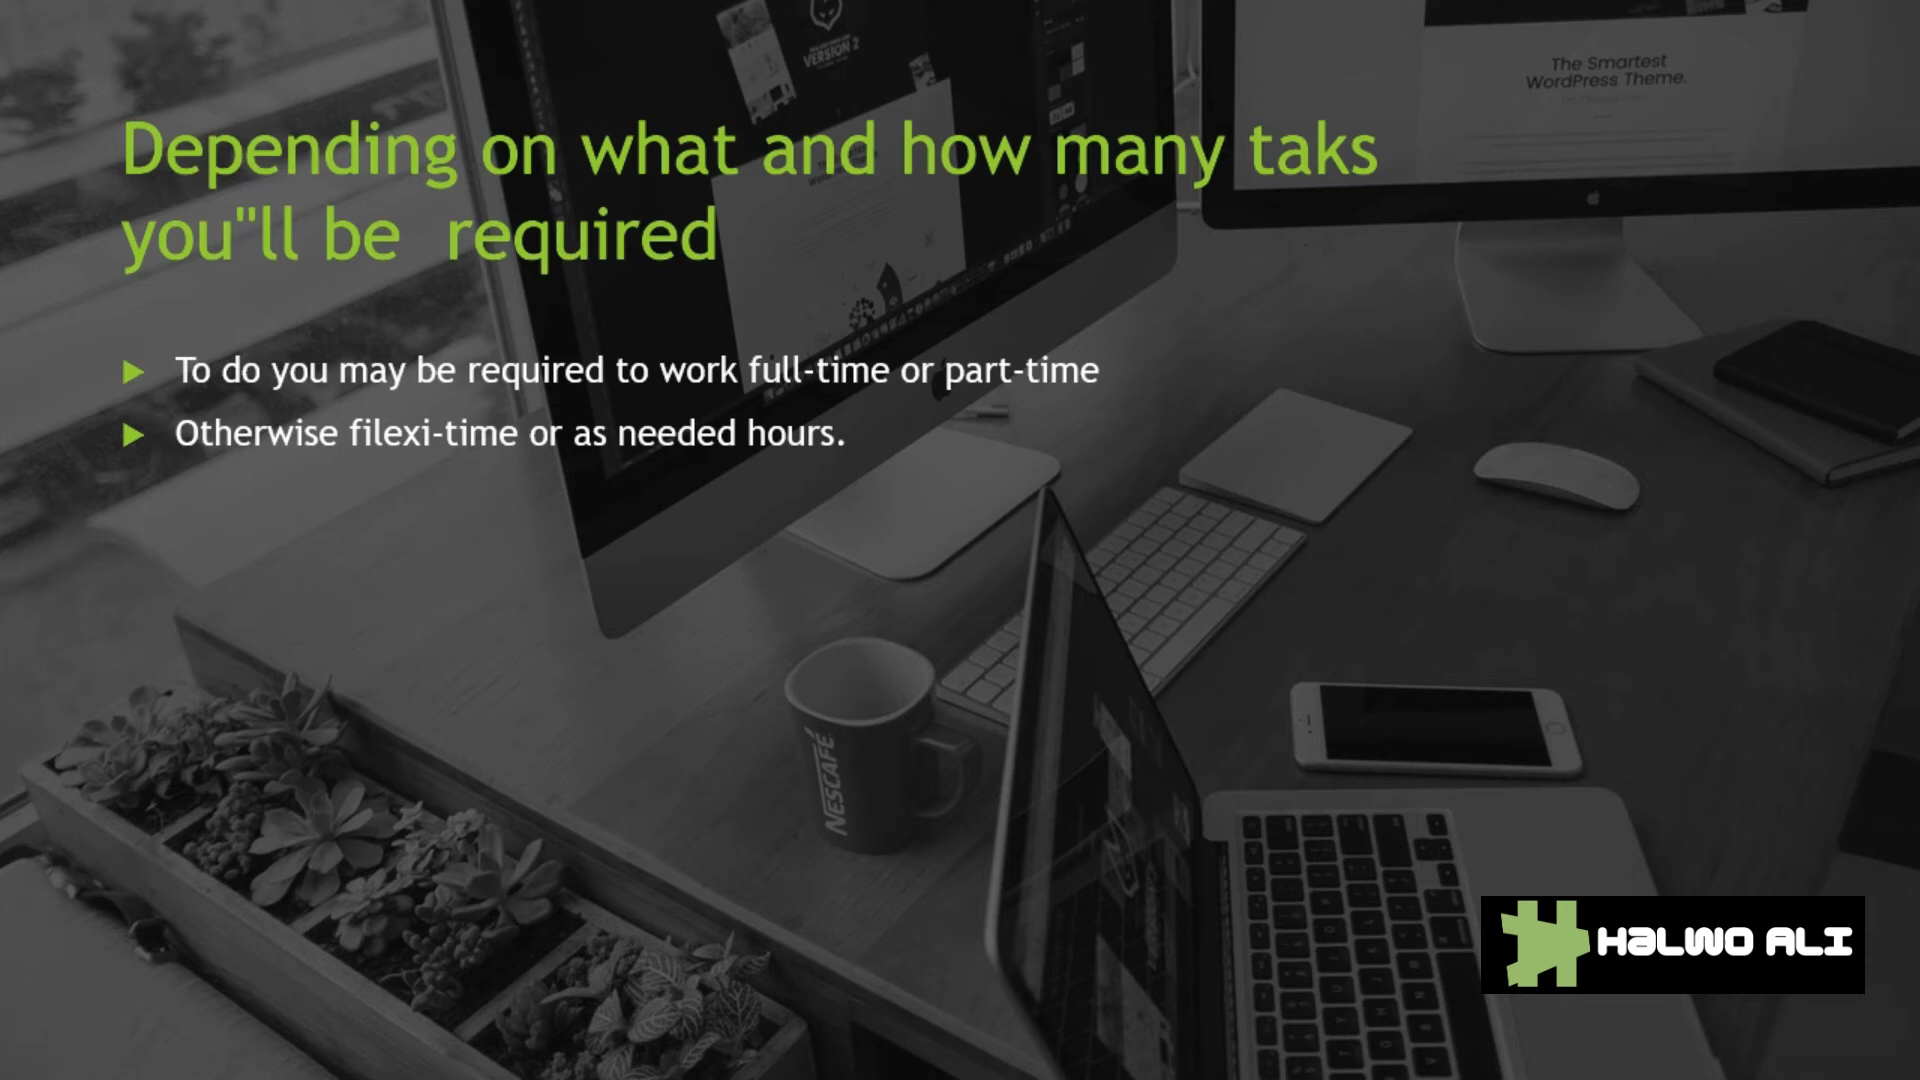 VERSION 2
The Smartest
WordPress Theme.
Depending on what and how many taks
you"ll be  required
To do you may be required to work full-time or part-time
Otherwise filexi-time or as needed hours.
NESCAFÉ
HALWO ALI